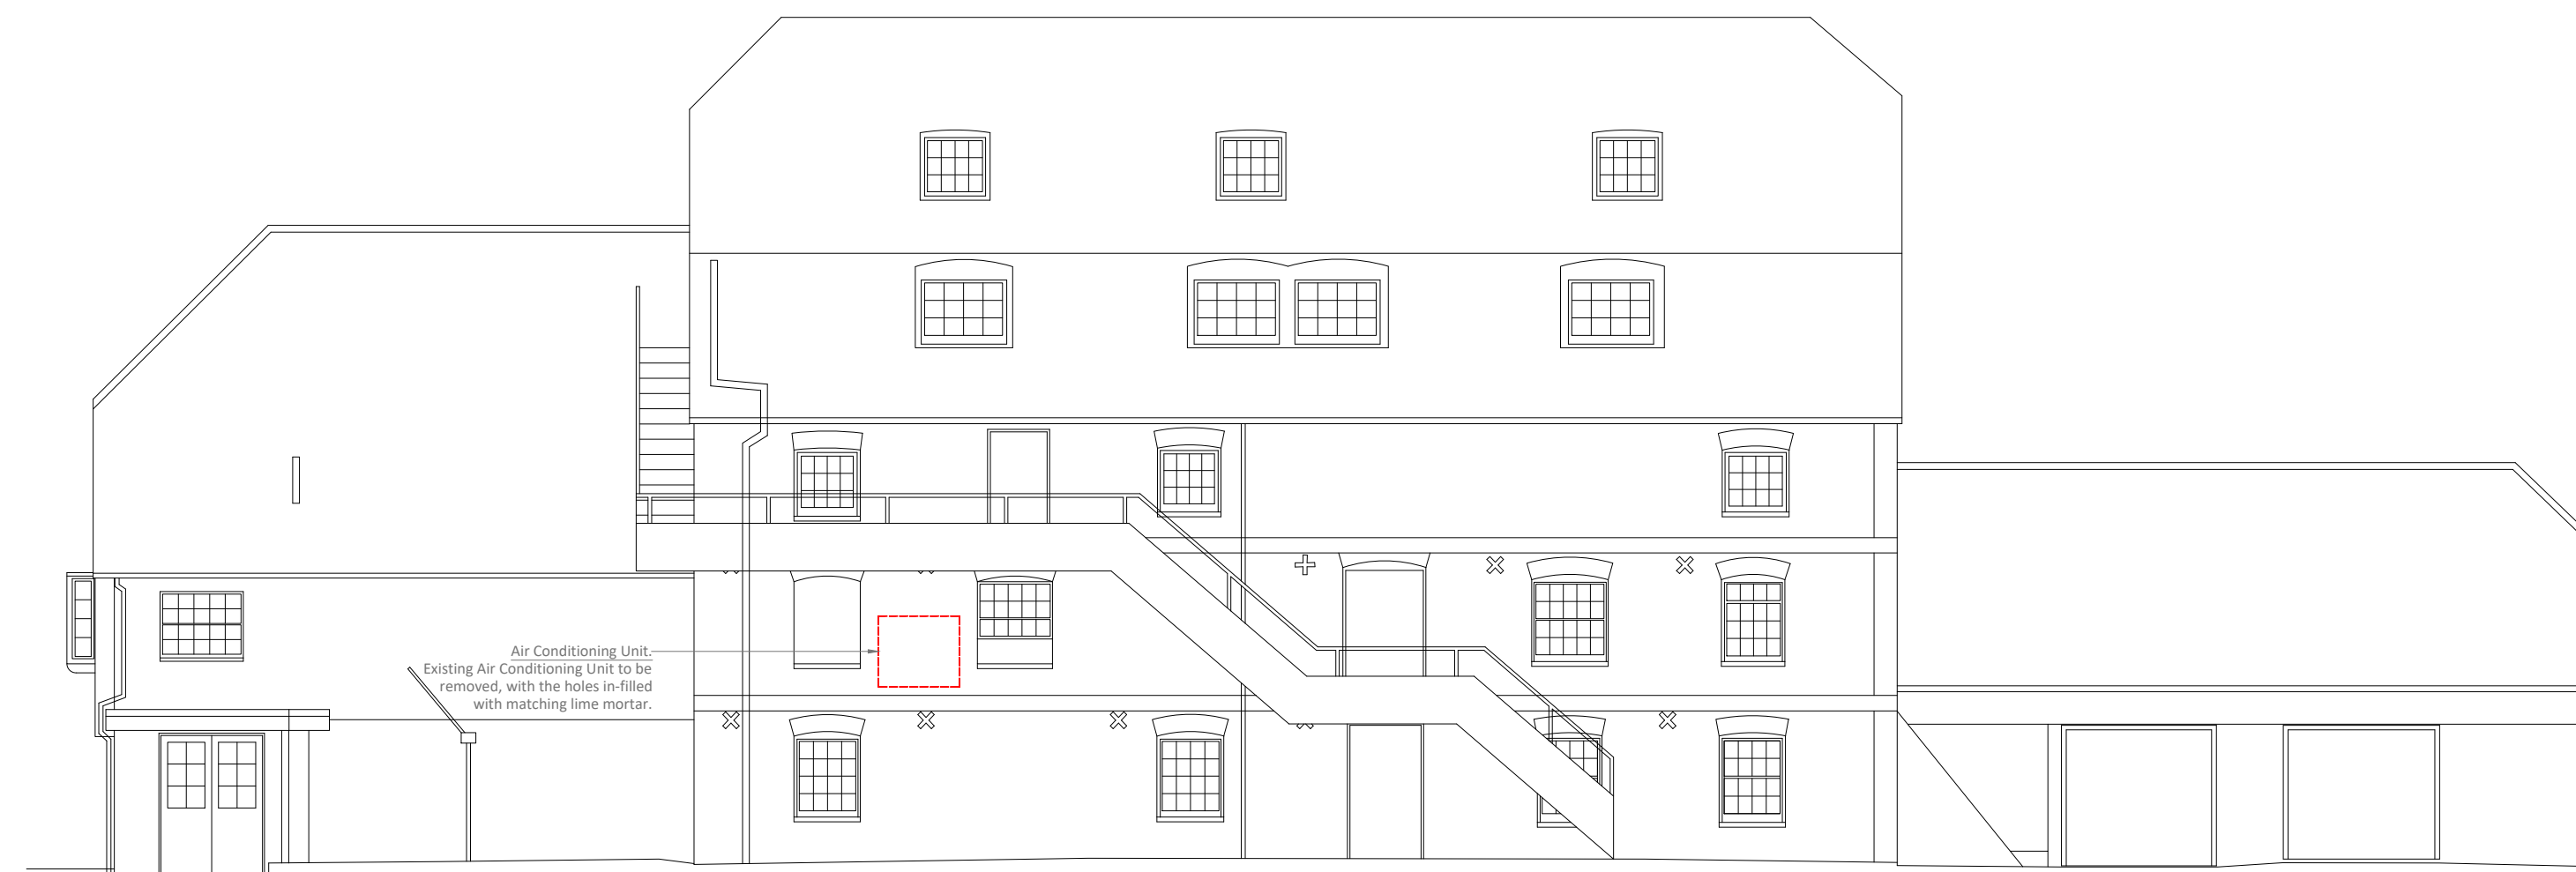 Air Conditioning Unit.
Existing Air Conditioning Unit to be
removed, with the holes in-filled
with matching lime mortar.